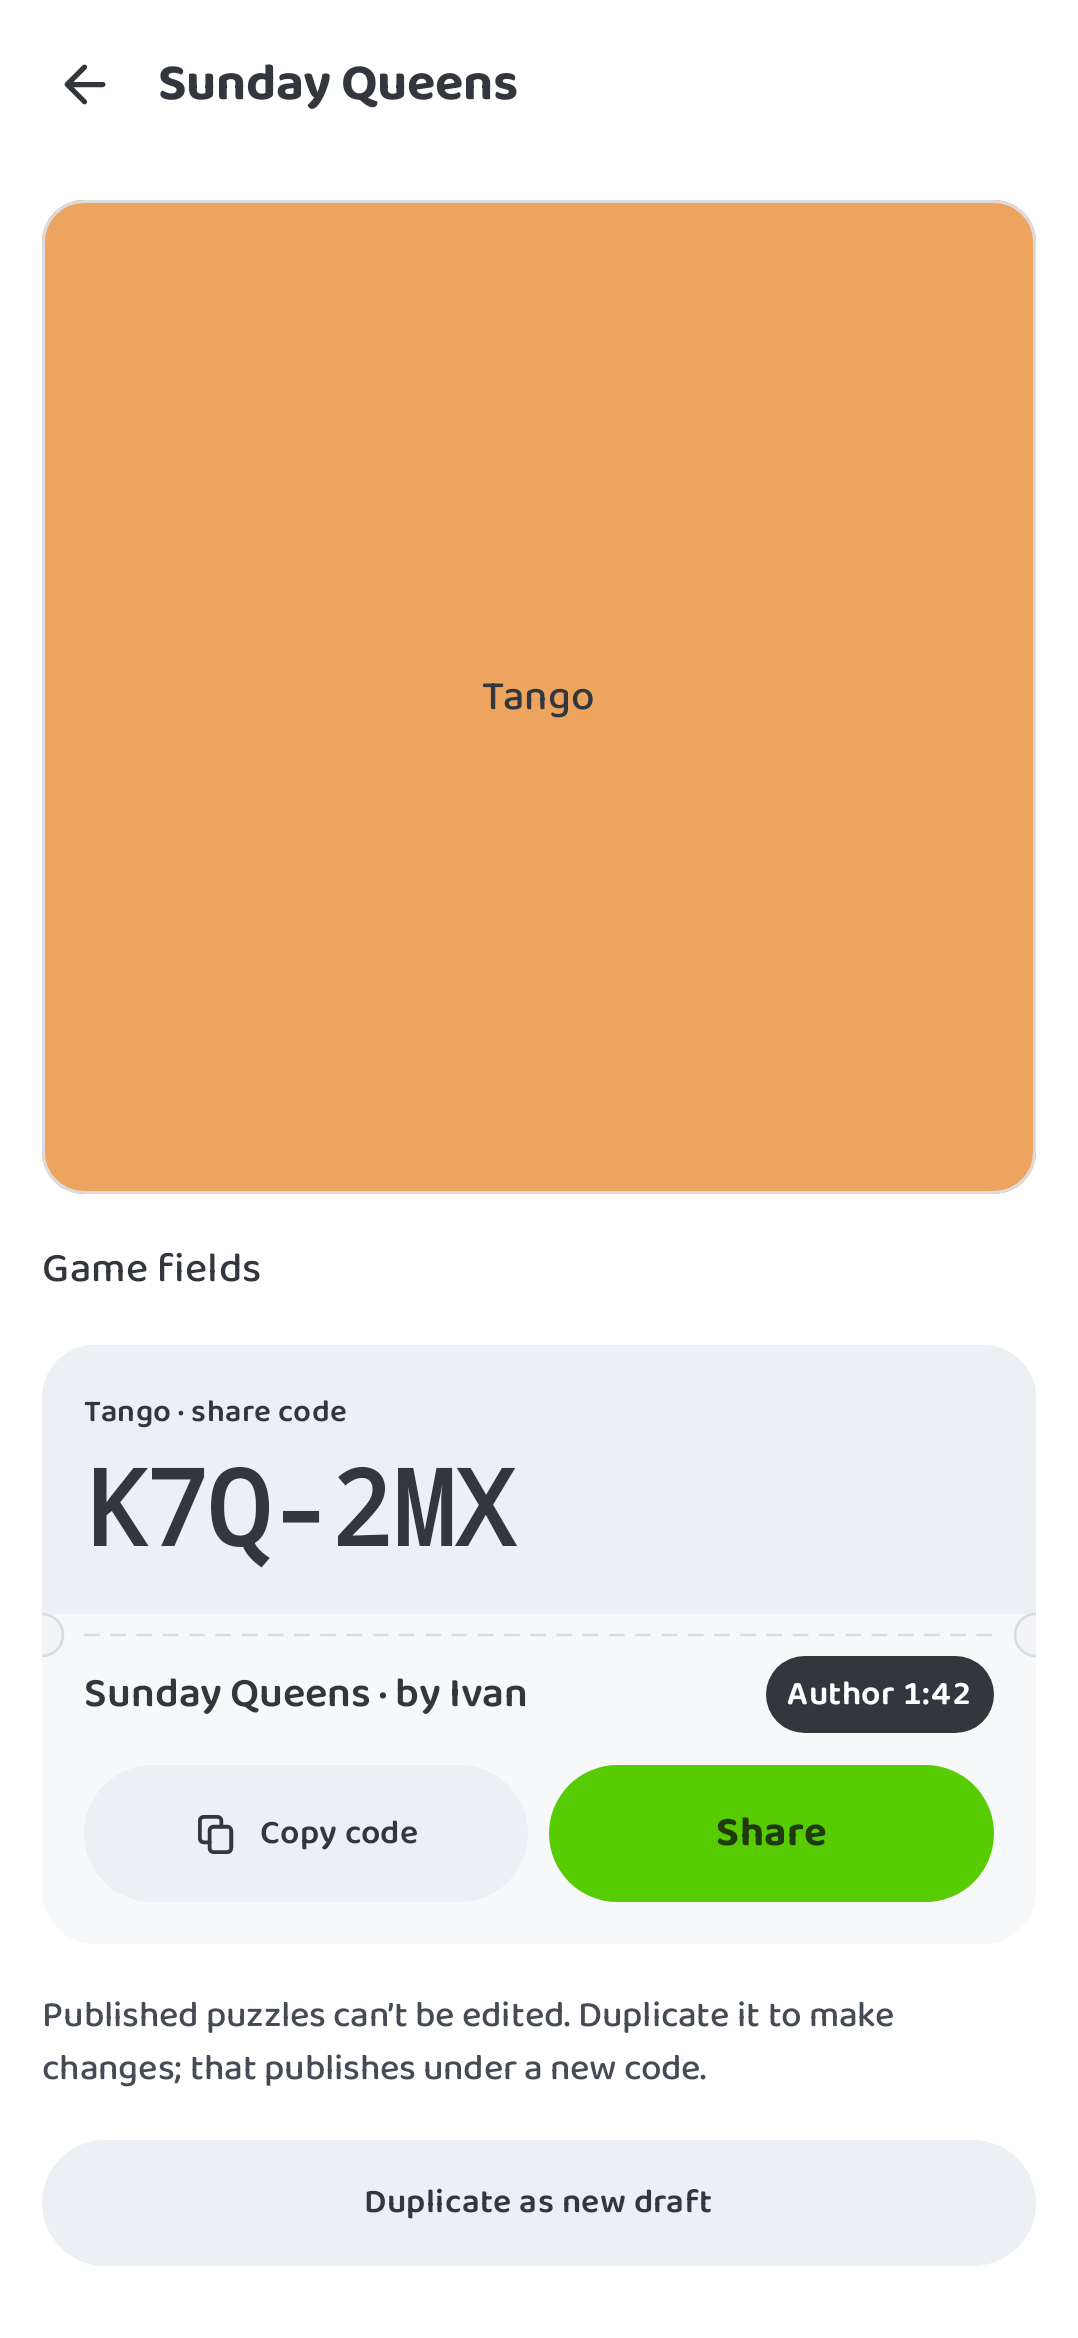 Sunday Queens
Tango
Game fields
Tango · share code
K7Q-2MX
Sunday Queens · by Ivan
Author 1:42
Copy code
Share
Published puzzles can’t be edited. Duplicate it to make
changes; that publishes under a new code.
Duplicate as new draft